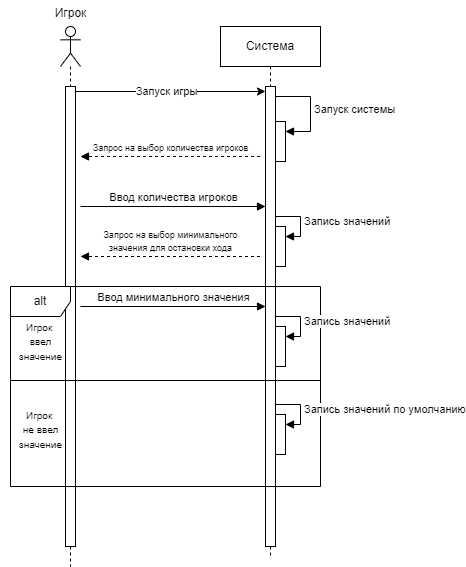 Игрок
Система
Запуск игры
Запуск системы
Запрос на выбор количества игроков
Ввод количества игроков
Запись значений
Запрос на выбор минимального
значения для остановки хода
alt
Ввод минимального значения
Запись значений
Игрок
ввел
значение
Запись значений по умолчанию
Игрок
не ввел
значение